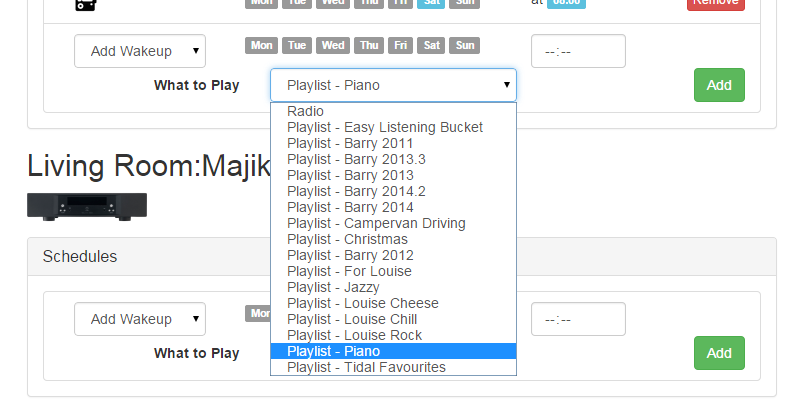 Mon Tue Wed Thu Fri Sat Sun at 06:00 Remove
Add Wakeup Mon Tue Wed Thu Fri Sat Sun --:--
What to Play Playlist - Piano Add
Radio
Playlist - Easy Listening Bucket
Playlist - Barry 2011
Playlist - Barry 2013.3
Playlist - Barry 2013
Playlist - Barry 2014.2
Playlist - Barry 2014
Playlist - Campervan Driving
Playlist - Christmas
Playlist - Barry 2012
Playlist - For Louise
Playlist - Jazzy
Playlist - Louise Cheese
Playlist - Louise Chill
Playlist - Louise Rock
Playlist - Piano
Playlist - Tidal Favourites
Living Room:Majik
Schedules
Add Wakeup Mon --:--
What to Play Add